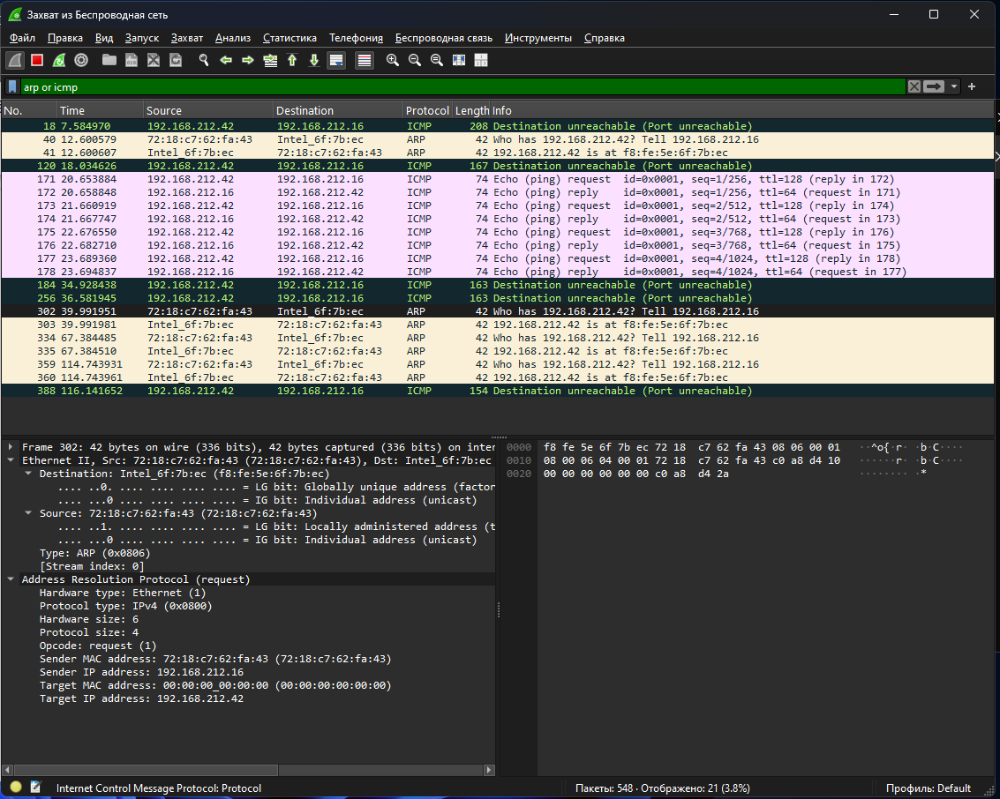 Захват из Беспроводная сеть
Файл Правка Вид Запуск Захват Анализ Статистика Телефония Беспроводная связь Инструменты Справка
arp or icmp
No. Time Source Destination Protocol Length Info
18 7.584970 192.168.212.42 192.168.212.16 ICMP 208 Destination unreachable (Port unreachable)
40 12.600579 72:18:c7:62:fa:43 Intel_6f:7b:ec ARP 42 Who has 192.168.212.42? Tell 192.168.212.16
41 12.600607 Intel_6f:7b:ec 72:18:c7:62:fa:43 ARP 42 192.168.212.42 is at f8:fe:5e:6f:7b:ec
120 18.034626 192.168.212.42 192.168.212.16 ICMP 167 Destination unreachable (Port unreachable)
171 20.653884 192.168.212.42 192.168.212.16 ICMP 74 Echo (ping) request id=0x0001, seq=1/256, ttl=128 (reply in 172)
172 20.658848 192.168.212.16 192.168.212.42 ICMP 74 Echo (ping) reply id=0x0001, seq=1/256, ttl=64 (request in 171)
173 21.660919 192.168.212.42 192.168.212.16 ICMP 74 Echo (ping) request id=0x0001, seq=2/512, ttl=128 (reply in 174)
174 21.667747 192.168.212.16 192.168.212.42 ICMP 74 Echo (ping) reply id=0x0001, seq=2/512, ttl=64 (request in 173)
175 22.676550 192.168.212.42 192.168.212.16 ICMP 74 Echo (ping) request id=0x0001, seq=3/768, ttl=128 (reply in 176)
176 22.682710 192.168.212.16 192.168.212.42 ICMP 74 Echo (ping) reply id=0x0001, seq=3/768, ttl=64 (request in 175)
177 23.689360 192.168.212.42 192.168.212.16 ICMP 74 Echo (ping) request id=0x0001, seq=4/1024, ttl=128 (reply in 178)
178 23.694837 192.168.212.16 192.168.212.42 ICMP 74 Echo (ping) reply id=0x0001, seq=4/1024, ttl=64 (request in 177)
184 34.928438 192.168.212.42 192.168.212.16 ICMP 163 Destination unreachable (Port unreachable)
256 36.581945 192.168.212.42 192.168.212.16 ICMP 163 Destination unreachable (Port unreachable)
302 39.991951 72:18:c7:62:fa:43 Intel_6f:7b:ec ARP 42 Who has 192.168.212.42? Tell 192.168.212.16
303 39.991981 Intel_6f:7b:ec 72:18:c7:62:fa:43 ARP 42 192.168.212.42 is at f8:fe:5e:6f:7b:ec
334 67.384485 72:18:c7:62:fa:43 Intel_6f:7b:ec ARP 42 Who has 192.168.212.42? Tell 192.168.212.16
335 67.384510 Intel_6f:7b:ec 72:18:c7:62:fa:43 ARP 42 192.168.212.42 is at f8:fe:5e:6f:7b:ec
359 114.743931 72:18:c7:62:fa:43 Intel_6f:7b:ec ARP 42 Who has 192.168.212.42? Tell 192.168.212.16
360 114.743961 Intel_6f:7b:ec 72:18:c7:62:fa:43 ARP 42 192.168.212.42 is at f8:fe:5e:6f:7b:ec
388 116.141652 192.168.212.42 192.168.212.16 ICMP 154 Destination unreachable (Port unreachable)
Frame 302: 42 bytes on wire (336 bits), 42 bytes captured (336 bits) on inter
Ethernet II, Src: 72:18:c7:62:fa:43 (72:18:c7:62:fa:43), Dst: Intel_6f:7b:ec
Destination: Intel_6f:7b:ec (f8:fe:5e:6f:7b:ec)
.... ..0. .... .... .... .... = LG bit: Globally unique address (factor
.... ...0 .... .... .... .... = IG bit: Individual address (unicast)
Source: 72:18:c7:62:fa:43 (72:18:c7:62:fa:43)
.... ..1. .... .... .... .... = LG bit: Locally administered address (t
.... ...0 .... .... .... .... = IG bit: Individual address (unicast)
Type: ARP (0x0806)
[Stream index: 0]
Address Resolution Protocol (request)
Hardware type: Ethernet (1)
Protocol type: IPv4 (0x0800)
Hardware size: 6
Protocol size: 4
Opcode: request (1)
Sender MAC address: 72:18:c7:62:fa:43 (72:18:c7:62:fa:43)
Sender IP address: 192.168.212.16
Target MAC address: 00:00:00_00:00:00 (00:00:00:00:00:00)
Target IP address: 192.168.212.42
0000 f8 fe 5e 6f 7b ec 72 18 c7 62 fa 43 08 06 00 01 ··^o{·r· ·b·C····
0010 08 00 06 04 00 01 72 18 c7 62 fa 43 c0 a8 d4 10 ······r· ·b·C····
0020 00 00 00 00 00 00 c0 a8 d4 2a ········ ·*
Internet Control Message Protocol: Protocol
Пакеты: 548 · Отображено: 21 (3.8%)
Профиль: Default